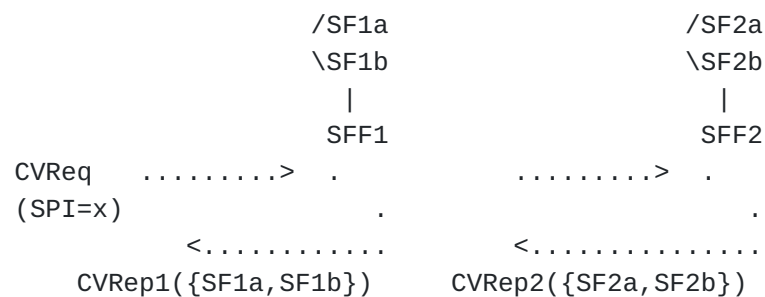 /SF1a /SF2a
\SF1b \SF2b
| |
SFF1 SFF2
CVReq .........> . .........> .
(SPI=x) . .
<............ <...............
CVRep1({SF1a,SF1b}) CVRep2({SF2a,SF2b})